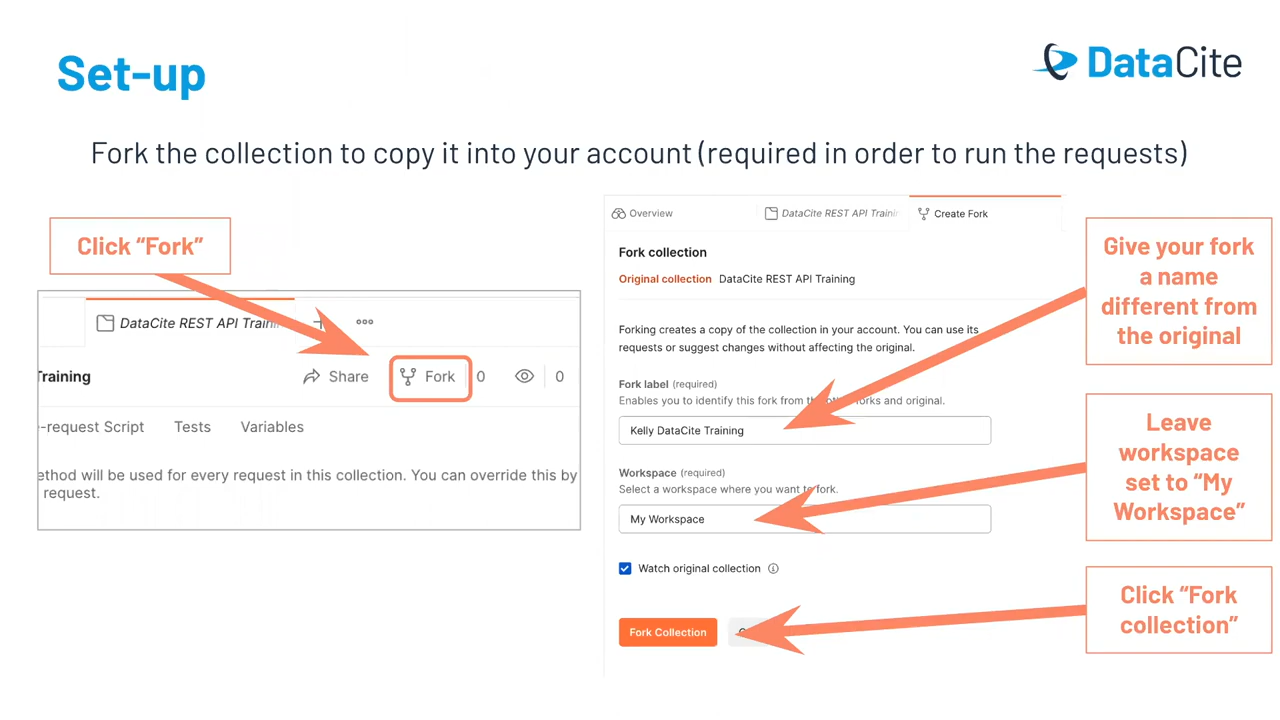 Set-up
DataCite
Fork the collection to copy it into your account (required in order to run the requests)
Click “Fork”
DataCite REST API Traini
Training
Share
Fork
0
0
-request Script
Tests
Variables
ethod will be used for every request in this collection. You can override this by
request.
Overview
DataCite REST API Trainin
Create Fork
Fork collection
Original collection DataCite REST API Training
Forking creates a copy of the collection in your account. You can use its
requests or suggest changes without affecting the original.
Fork label (required)
Enables you to identify this fork from forks and original.
Kelly DataCite Training
Workspace (required)
Select a workspace where you want to fork.
My Workspace
Watch original collection
Fork Collection
Give your fork
a name
different from
the original
Leave
workspace
set to “My
Workspace”
Click “Fork
collection”